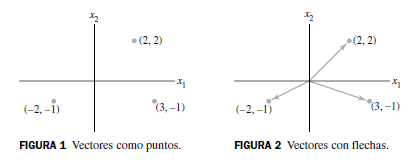 x₂
(2, 2)
x₁
(–2, –1)
(3, –1)
FIGURA 1 Vectores como puntos.
x₂
(2, 2)
x₁
(–2, –1)
(3, –1)
FIGURA 2 Vectores con flechas.